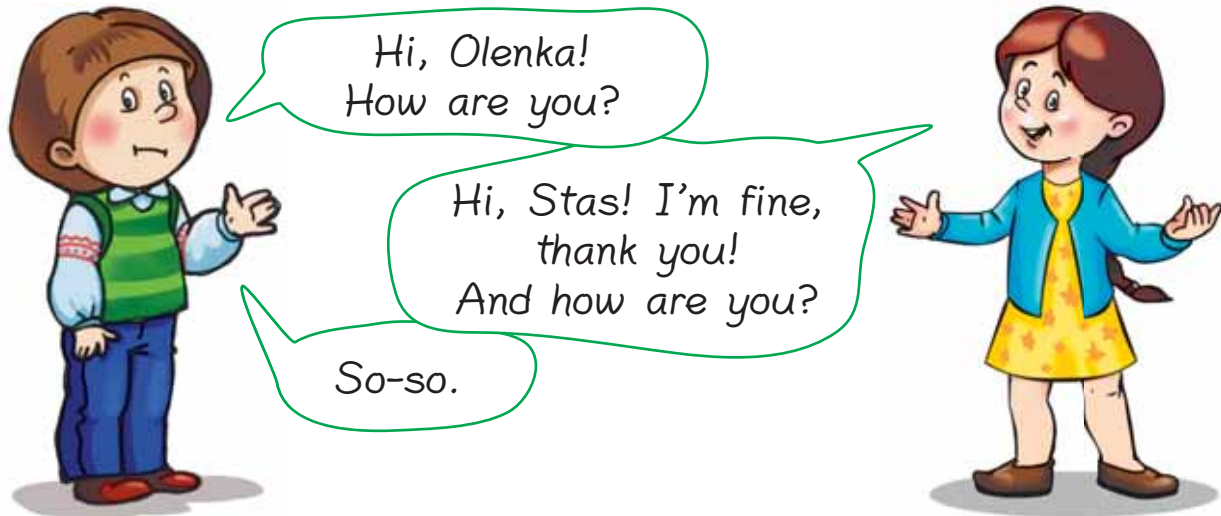 Hi, Olenka!
How are you?
Hi, Stas! I'm fine,
thank you!
And how are you?
So-so.